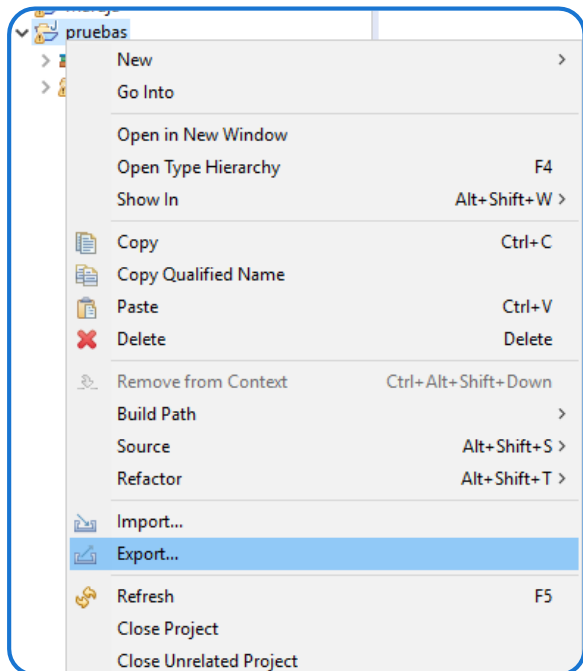 pruebas
New >
Go Into
Open in New Window
Open Type Hierarchy F4
Show In Alt+Shift+W >
Copy Ctrl+C
Copy Qualified Name
Paste Ctrl+V
Delete Delete
Remove from Context Ctrl+Alt+Shift+Down
Build Path >
Source Alt+Shift+S >
Refactor Alt+Shift+T >
Import...
Export...
Refresh F5
Close Project
Close Unrelated Project